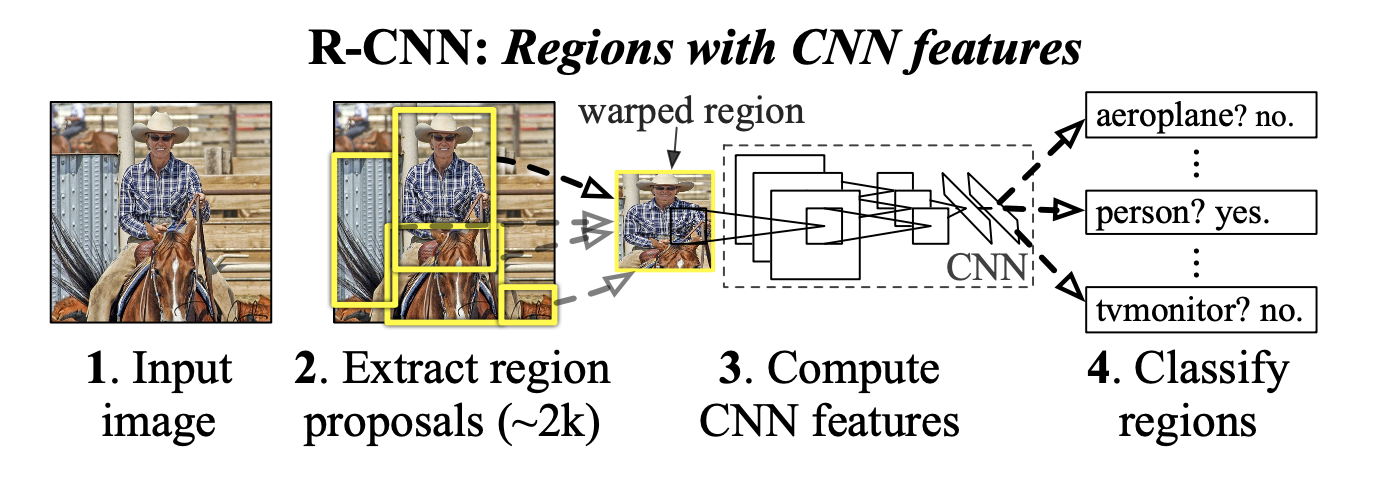 R-CNN: Regions with CNN features
warped region
aeroplane? no.
person? yes.
tvmonitor? no.
CNN
1. Input
image
2. Extract region
proposals (~2k)
3. Compute
CNN features
4. Classify
regions